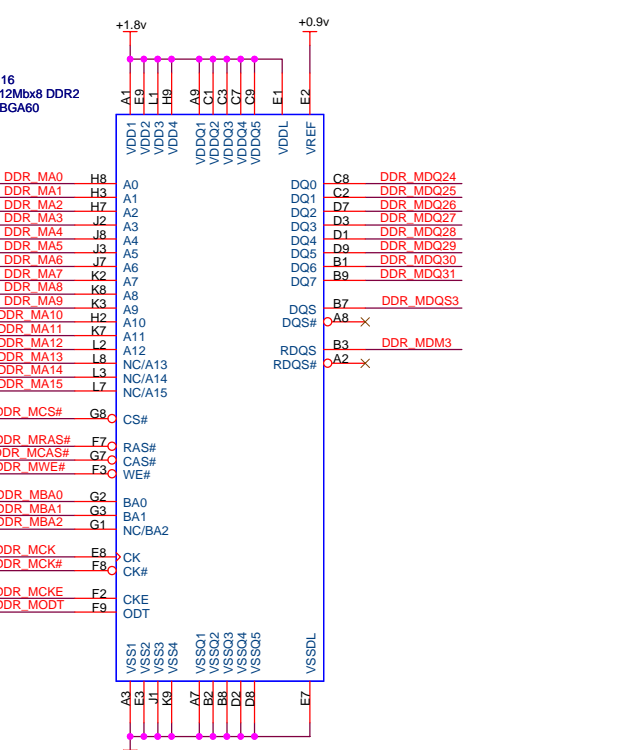 +1.8v
+0.9v
16
12Mbx8 DDR2
BGA60
A1 E9 L1 H9 A9 C1 C3 C7 C9 E1 E2
VDD1 VDD2 VDD3 VDD4 VDDQ1 VDDQ2 VDDQ3 VDDQ4 VDDQ5 VDDL VREF
DDR_MA0 H8 A0 DQ0 C8 DDR_MDQ24
DDR_MA1 H3 A1 DQ1 C2 DDR_MDQ25
DDR_MA2 H7 A2 DQ2 D7 DDR_MDQ26
DDR_MA3 J2 A3 DQ3 D3 DDR_MDQ27
DDR_MA4 J8 A4 DQ4 D1 DDR_MDQ28
DDR_MA5 J3 A5 DQ5 D9 DDR_MDQ29
DDR_MA6 J7 A6 DQ6 B1 DDR_MDQ30
DDR_MA7 K2 A7 DQ7 B9 DDR_MDQ31
DDR_MA8 K8 A8
DDR_MA9 K3 A9 DQS B7 DDR_MDQS3
DDR_MA10 H2 A10 DQS# A8
DDR_MA11 K7 A11
DDR_MA12 L2 A12 RDQS B3 DDR_MDM3
DDR_MA13 L8 NC/A13 RDQS# A2
DDR_MA14 L3 NC/A14
DDR_MA15 L7 NC/A15
DDR_MCS# G8 CS#
DDR_MRAS# F7 RAS#
DDR_MCAS# G7 CAS#
DDR_MWE# F3 WE#
DDR_MBA0 G2 BA0
DDR_MBA1 G3 BA1
DDR_MBA2 G1 NC/BA2
DDR_MCK E8 CK
DDR_MCK# F8 CK#
DDR_MCKE F2 CKE
DDR_MODT F9 ODT
VSS1 VSS2 VSS3 VSS4 VSSQ1 VSSQ2 VSSQ3 VSSQ4 VSSQ5 VSSDL
A3 E3 J1 K9 A7 B2 B8 D2 D8 E7